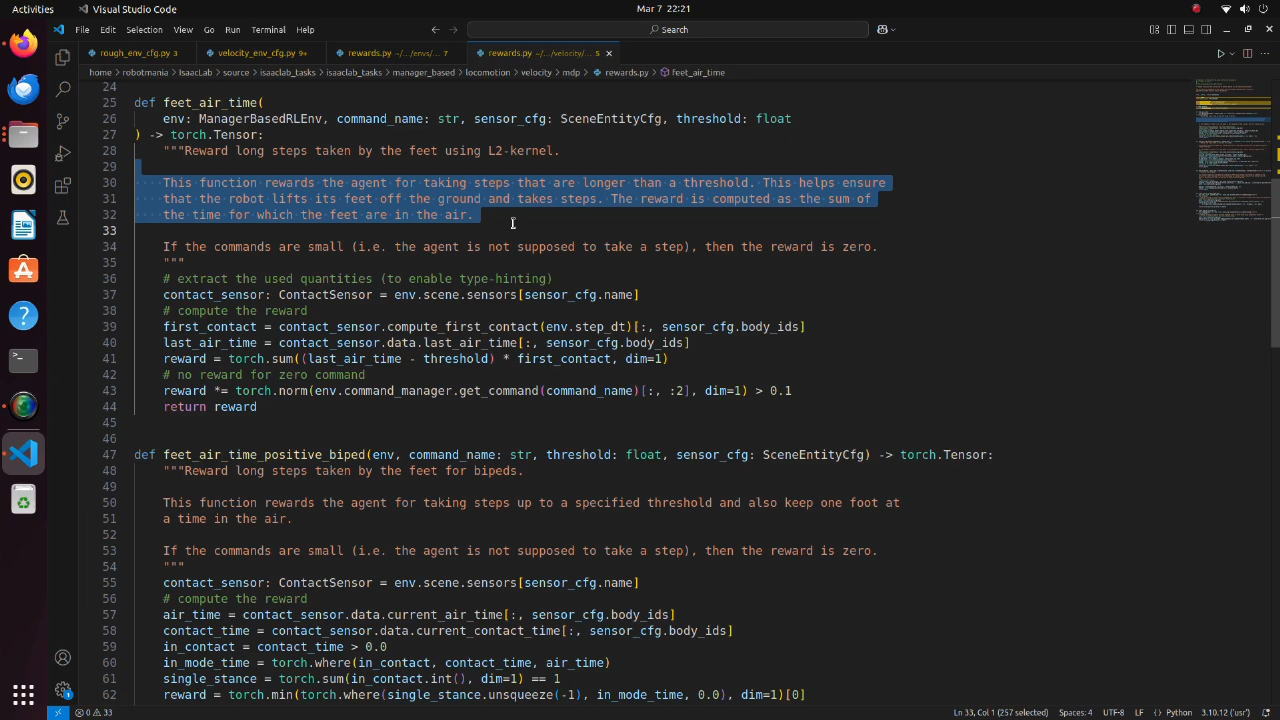 Activities
Visual Studio Code
Mar 7 22:21
File Edit Selection View Go Run Terminal Help
Search
rough_env_cfg.py 3
velocity_env_cfg.py 9+
rewards.py ~/.../envs/... 7
rewards.py ~/.../velocity/... 5
home > robotmania > IsaacLab > source > isaaclab_tasks > isaaclab_tasks > manager_based > locomotion > velocity > mdp > rewards.py > feet_air_time
24
25 def feet_air_time(
26     env: ManagerBasedRLEnv, command_name: str, sensor_cfg: SceneEntityCfg, threshold: float
27 ) -> torch.Tensor:
28     """Reward long steps taken by the feet using L2-kernel.
29
30     This function rewards the agent for taking steps that are longer than a threshold. This helps ensure
31     that the robot lifts its feet off the ground and takes steps. The reward is computed as the sum of
32     the time for which the feet are in the air.
33
34     If the commands are small (i.e. the agent is not supposed to take a step), then the reward is zero.
35     """
36     # extract the used quantities (to enable type-hinting)
37     contact_sensor: ContactSensor = env.scene.sensors[sensor_cfg.name]
38     # compute the reward
39     first_contact = contact_sensor.compute_first_contact(env.step_dt)[:, sensor_cfg.body_ids]
40     last_air_time = contact_sensor.data.last_air_time[:, sensor_cfg.body_ids]
41     reward = torch.sum((last_air_time - threshold) * first_contact, dim=1)
42     # no reward for zero command
43     reward *= torch.norm(env.command_manager.get_command(command_name)[:, :2], dim=1) > 0.1
44     return reward
45
46
47 def feet_air_time_positive_biped(env, command_name: str, threshold: float, sensor_cfg: SceneEntityCfg) -> torch.Tensor:
48     """Reward long steps taken by the feet for bipeds.
49
50     This function rewards the agent for taking steps up to a specified threshold and also keep one foot at
51     a time in the air.
52
53     If the commands are small (i.e. the agent is not supposed to take a step), then the reward is zero.
54     """
55     contact_sensor: ContactSensor = env.scene.sensors[sensor_cfg.name]
56     # compute the reward
57     air_time = contact_sensor.data.current_air_time[:, sensor_cfg.body_ids]
58     contact_time = contact_sensor.data.current_contact_time[:, sensor_cfg.body_ids]
59     in_contact = contact_time > 0.0
60     in_mode_time = torch.where(in_contact, contact_time, air_time)
61     single_stance = torch.sum(in_contact.int(), dim=1) == 1
62     reward = torch.min(torch.where(single_stance.unsqueeze(-1), in_mode_time, 0.0), dim=1)[0]
1
0 33
Ln 33, Col 1 (257 selected) Spaces: 4 UTF-8 LF Python 3.10.12 ('usr')